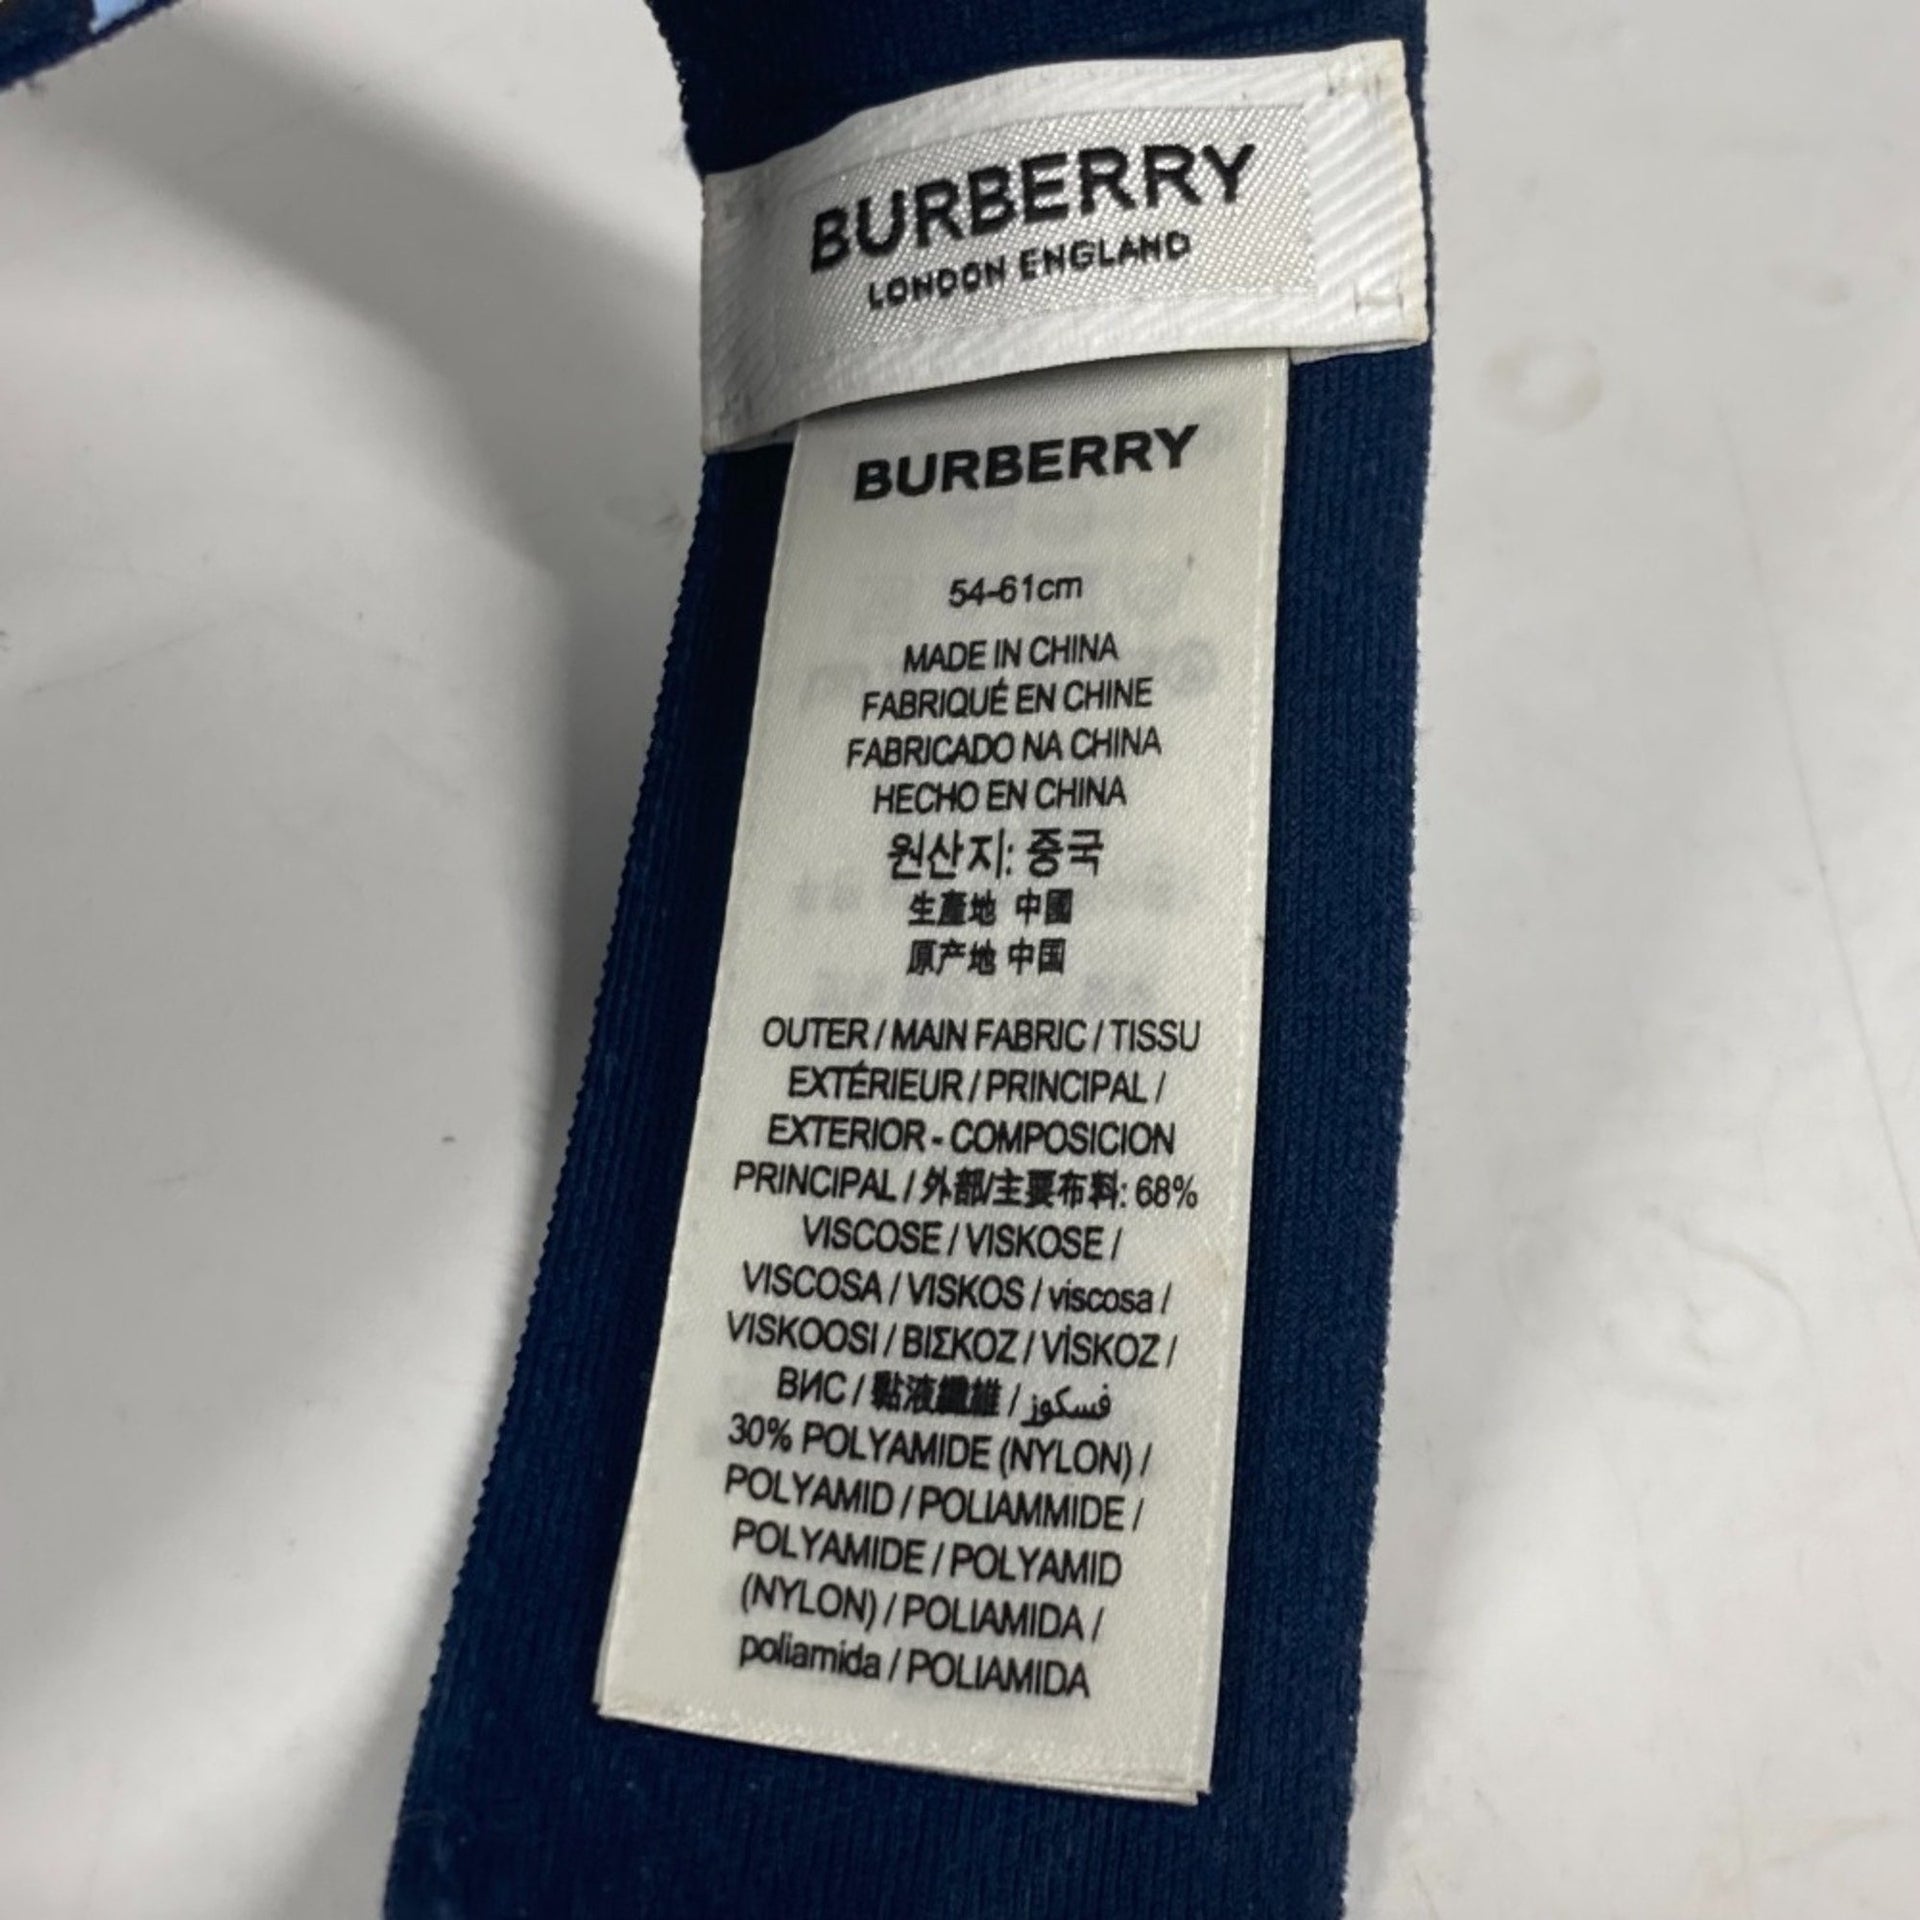 BURBERRY
LONDON ENGLAND
BURBERRY
54-61cm
MADE IN CHINA
FABRIQUÉ EN CHINE
FABRICADO NA CHINA
HECHO EN CHINA
원산지: 중국
生產地 中國
原产地 中国
OUTER / MAIN FABRIC / TISSU
EXTÉRIEUR / PRINCIPAL /
EXTERIOR - COMPOSICION
PRINCIPAL / 外部/主要布料: 68%
VISCOSE / VISKOSE /
VISCOSA / VISKOS / viscosa /
VISKOOSI / ΒΙΣΚΟΖ / VİSKOZ /
ВИС / 黏液纖維 / فسكوز
30% POLYAMIDE (NYLON) /
POLYAMID / POLIAMMIDE /
POLYAMIDE / POLYAMID
(NYLON) / POLIAMIDA /
poliamida / POLIAMIDA